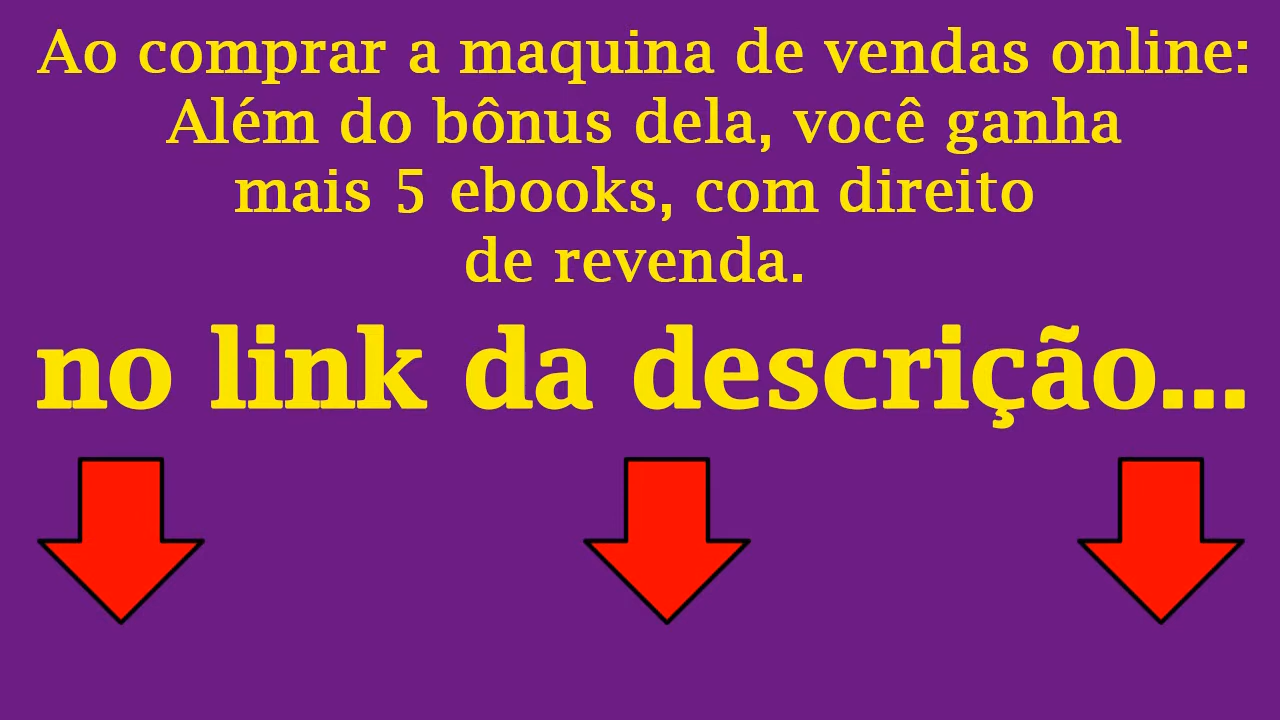 Ao comprar a maquina de vendas online:
Além do bônus dela, você ganha
mais 5 ebooks, com direito
de revenda.
no link da descrição...